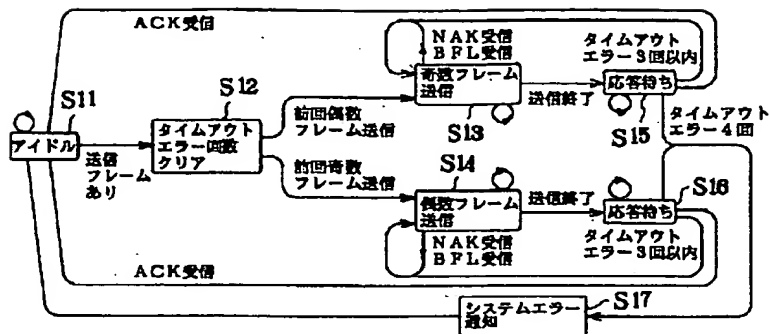 ACK受信
NAK受信
BFL受信
タイムアウト
エラー3回以内
S11
S12
奇数フレーム
送信
送信終了
応答待ち
S13
S15
アイドル
タイムアウト
エラー回数
クリア
前回偶数
フレーム送信
タイムアウト
エラー4回
送信
フレーム
あり
前回奇数
フレーム送信
S14
偶数フレーム
送信
送信終了
応答待ち
S16
NAK受信
BFL受信
タイムアウト
エラー3回以内
ACK受信
システムエラー
通知
S17